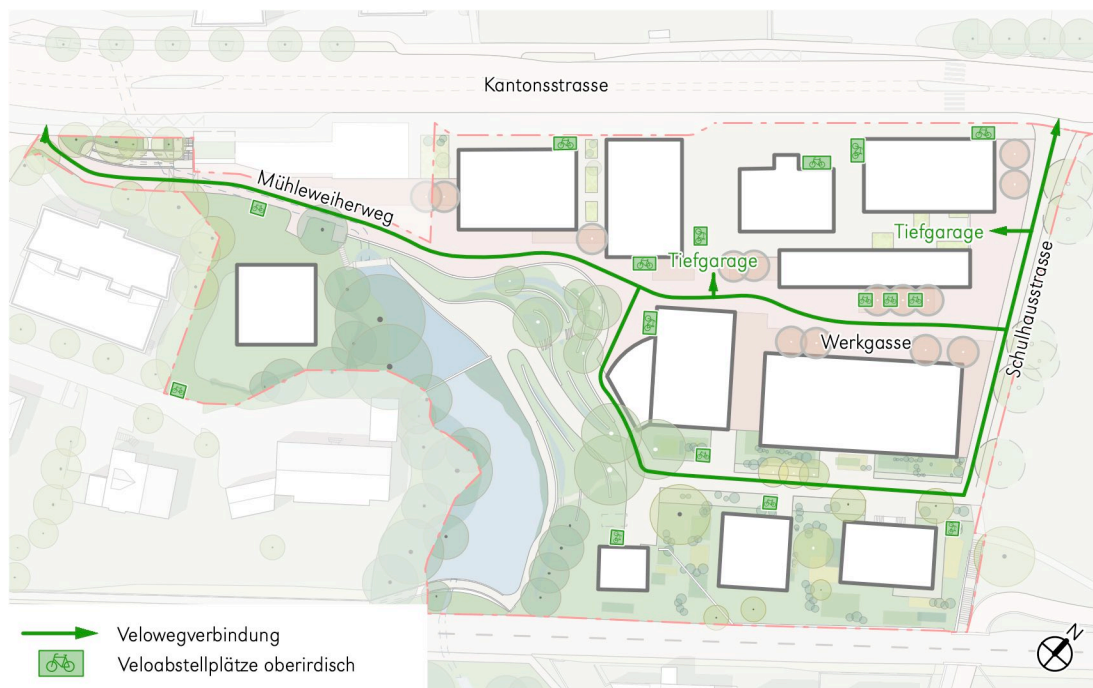 Kantonsstrasse
Mühleweiherweg
Tiefgarage
Tiefgarage
Werkgasse
Schulhausstrasse
Velowegverbindung
Veloabstellplätze oberirdisch
N